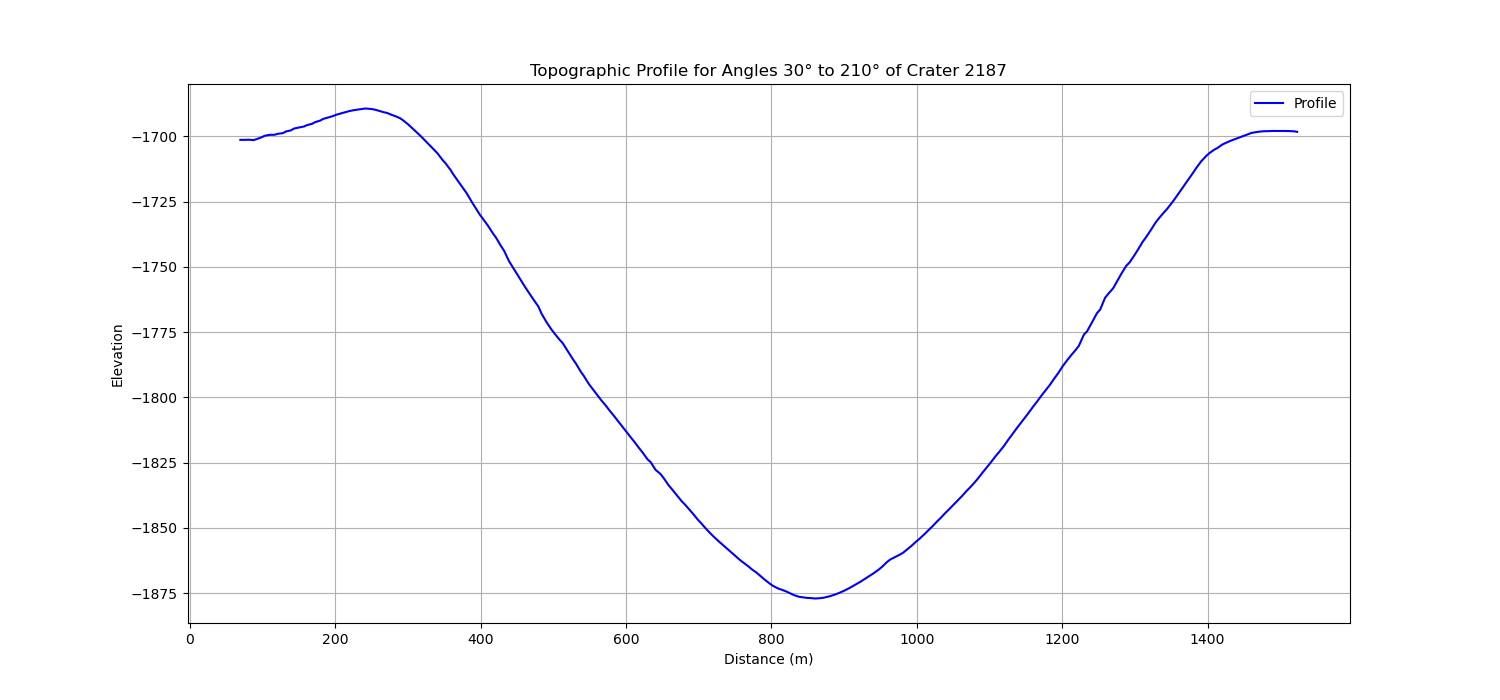 Topographic Profile for Angles 30° to 210° of Crater 2187
Profile
−1700
−1725
−1750
−1775
−1800
−1825
−1850
−1875
Elevation
0 200 400 600 800 1000 1200 1400
Distance (m)